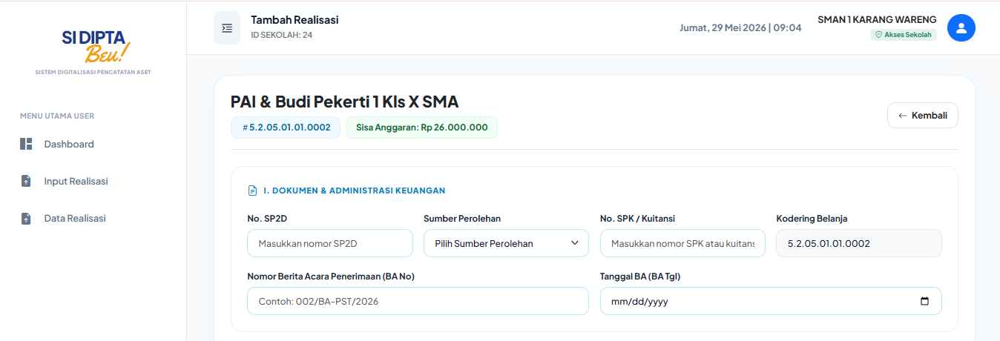 SI DIPTA
Beu!
SISTEM DIGITALISASI PENCATATAN ASET
MENU UTAMA USER
Dashboard
Input Realisasi
Data Realisasi
Tambah Realisasi
ID SEKOLAH: 24
Jumat, 29 Mei 2026 | 09:04
SMAN 1 KARANG WARENG
Akses Sekolah
PAI & Budi Pekerti 1 Kls X SMA
# 5.2.05.01.01.0002
Sisa Anggaran: Rp 26.000.000
← Kembali
I. DOKUMEN & ADMINISTRASI KEUANGAN
No. SP2D
Masukkan nomor SP2D
Sumber Perolehan
Pilih Sumber Perolehan
No. SPK / Kuitansi
Masukkan nomor SPK atau kuitans
Kodering Belanja
5.2.05.01.01.0002
Nomor Berita Acara Penerimaan (BA No)
Contoh: 002/BA-PST/2026
Tanggal BA (BA Tgl)
mm/dd/yyyy